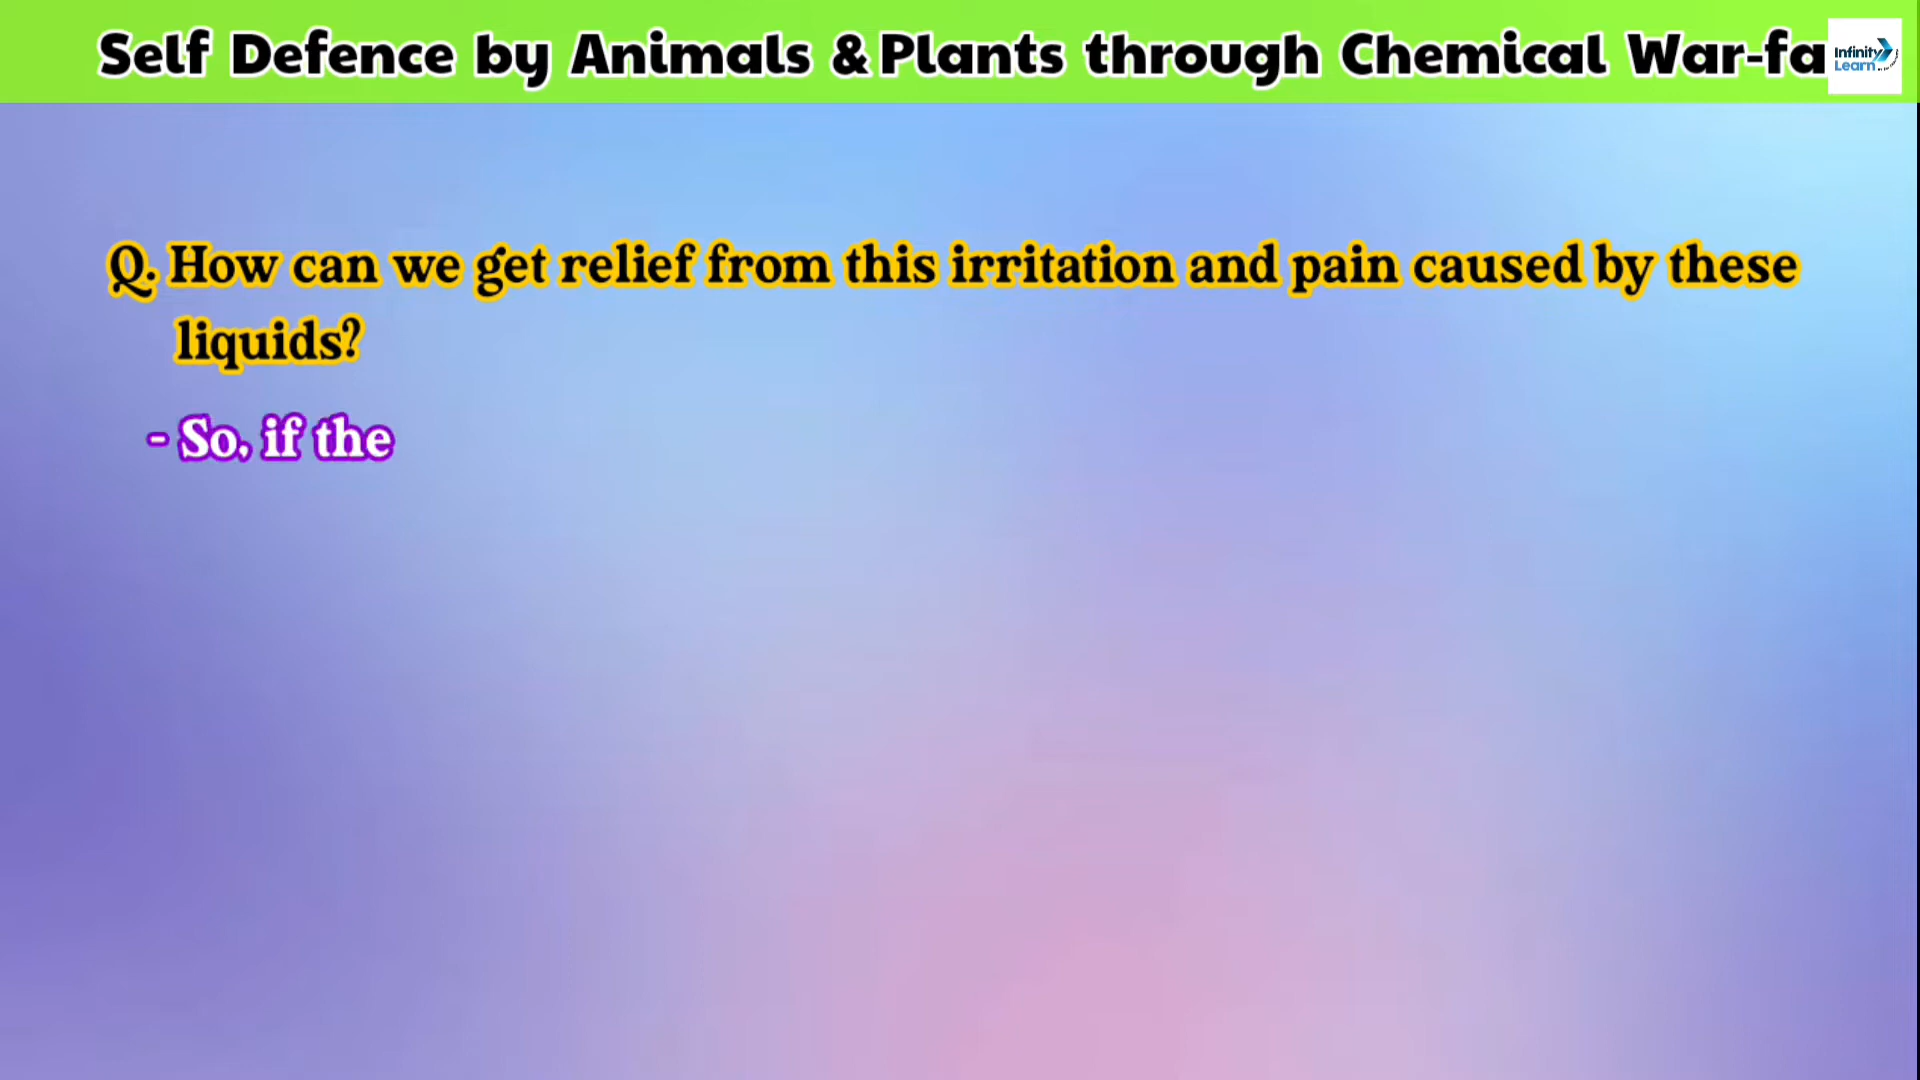 Self Defence by Animals & Plants through Chemical War-fa
Infinity
Learn
Q. How can we get relief from this irritation and pain caused by these
liquids?
- So, if the